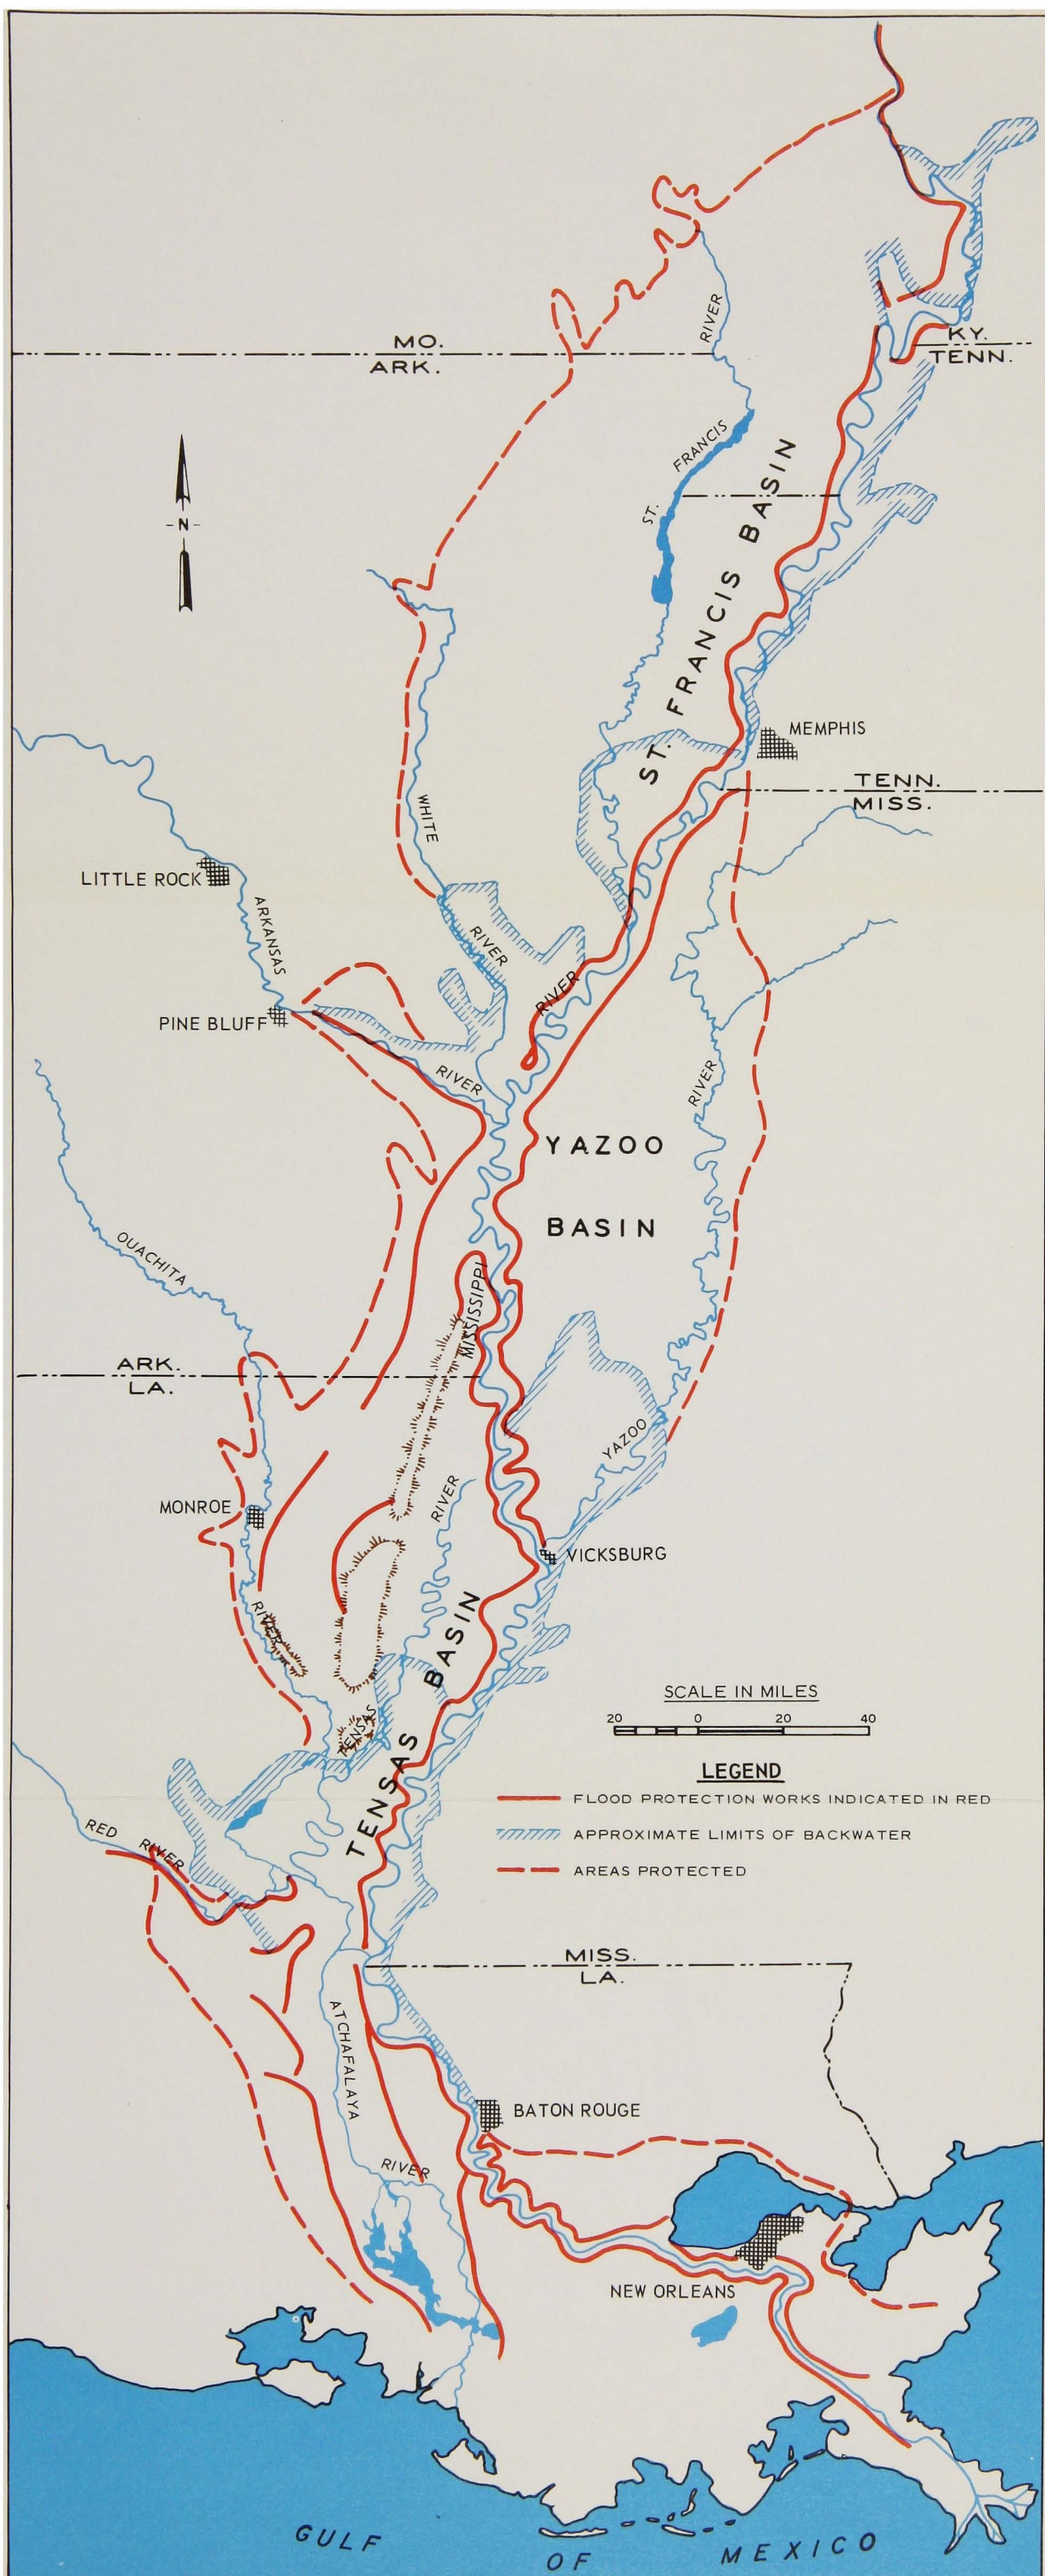 MO.
ARK.
KY.
TENN.
RIVER
ST. FRANCIS
ST. FRANCIS BASIN
-N-
MEMPHIS
TENN.
MISS.
WHITE
RIVER
LITTLE ROCK
ARKANSAS
PINE BLUFF
RIVER
RIVER
RIVER
YAZOO
BASIN
OUACHITA
MISSISSIPPI
ARK.
LA.
YAZOO
RIVER
MONROE
VICKSBURG
RIVER
TENSAS
TENSAS BASIN
SCALE IN MILES
20 0 20 40
LEGEND
FLOOD PROTECTION WORKS INDICATED IN RED
APPROXIMATE LIMITS OF BACKWATER
AREAS PROTECTED
RED RIVER
MISS.
LA.
ATCHAFALAYA
RIVER
BATON ROUGE
NEW ORLEANS
GULF OF MEXICO